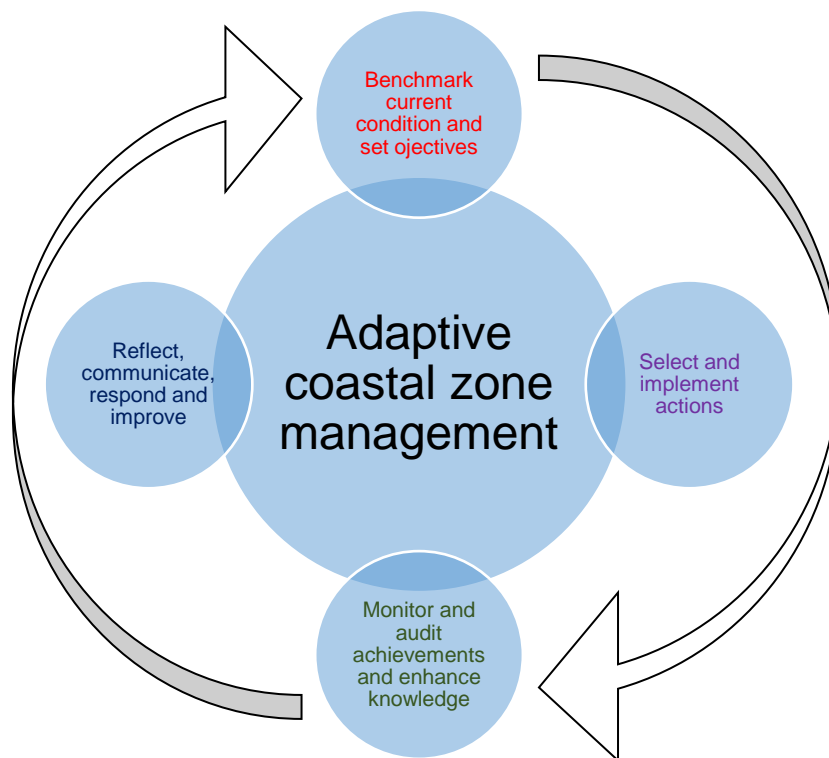 Benchmark
current
condition and
set ojectives
Adaptive
coastal zone
management
Reflect,
communicate,
respond and
improve
Select and
implement
actions
Monitor and
audit
achievements
and enhance
knowledge